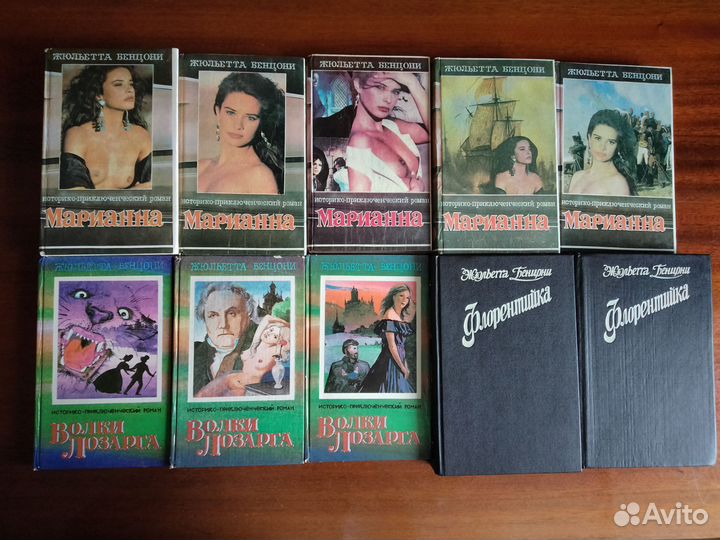 ЖЮЛЬЕТТА БЕНЦОНИ
ИСТОРИКО-ПРИКЛЮЧЕНЧЕСКИЙ РОМАН
МАРИАННА
ЖЮЛЬЕТТА БЕНЦОНИ
ИСТОРИКО-ПРИКЛЮЧЕНЧЕСКИЙ РОМАН
МАРИАННА
ЖЮЛЬЕТТА БЕНЦОНИ
ИСТОРИКО-ПРИКЛЮЧЕНЧЕСКИЙ РОМАН
МАРИАННА
ЖЮЛЬЕТТА БЕНЦОНИ
ИСТОРИКО-ПРИКЛЮЧЕНЧЕСКИЙ РОМАН
МАРИАННА
ЖЮЛЬЕТТА БЕНЦОНИ
ИСТОРИКО-ПРИКЛЮЧЕНЧЕСКИЙ РОМАН
МАРИАННА
ЖЮЛЬЕТТА БЕНЦОНИ
ИСТОРИКО-ПРИКЛЮЧЕНЧЕСКИЙ РОМАН
ВОЛКИ
ЛОЗАРГА
ЖЮЛЬЕТТА БЕНЦОНИ
ИСТОРИКО-ПРИКЛЮЧЕНЧЕСКИЙ РОМАН
ВОЛКИ
ЛОЗАРГА
ЖЮЛЬЕТТА БЕНЦОНИ
ИСТОРИКО-ПРИКЛЮЧЕНЧЕСКИЙ РОМАН
ВОЛКИ
ЛОЗАРГА
Жюльетта Бенцони
Флорентийка
Жюльетта Бенцони
Флорентийка
Avito